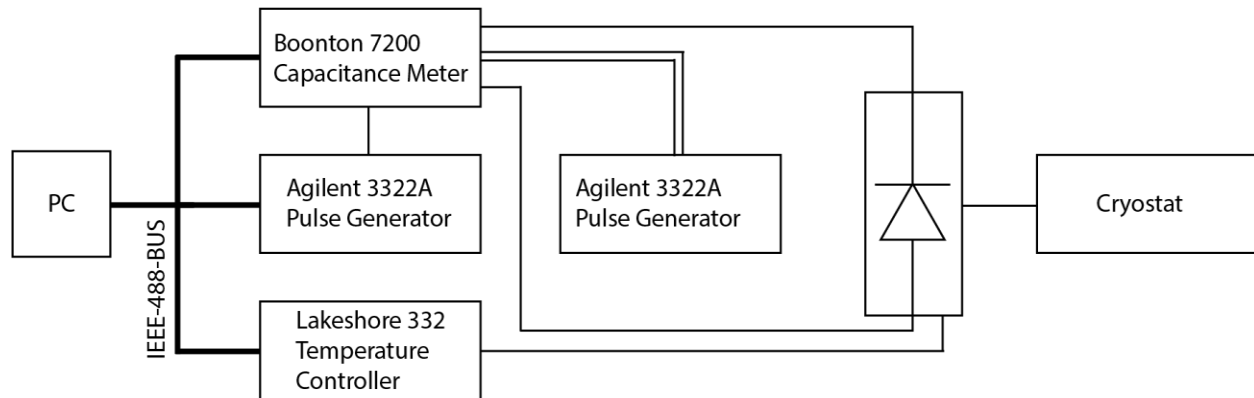 Boonton 7200
Capacitance Meter
PC
Agilent 3322A
Pulse Generator
Agilent 3322A
Pulse Generator
Cryostat
IEEE-488-BUS
Lakeshore 332
Temperature
Controller